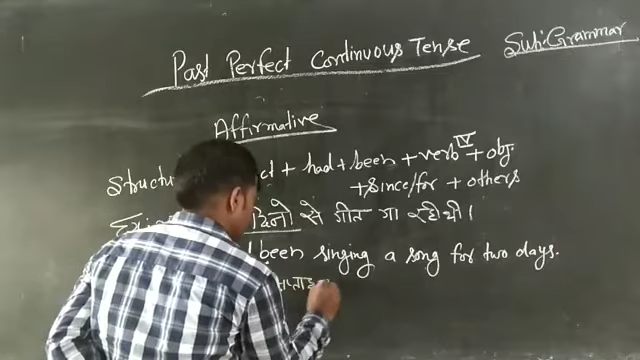 Past Perfect Continuous Tense
Sub:- Grammar
Affirmative
Structu ct + had + been + verb IV + obj.
+ since/for + others
दिनों से गीत गा रही थी।
been singing a song for two days.